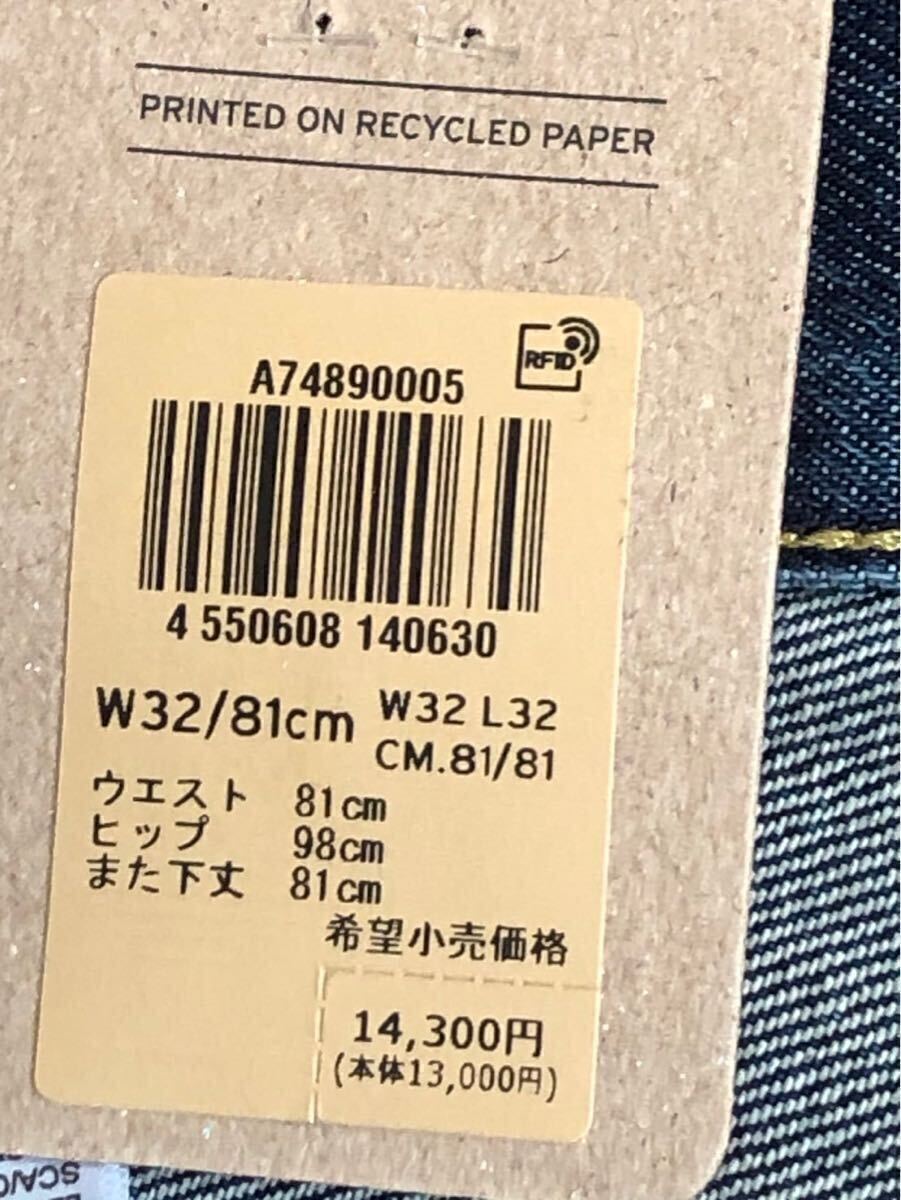 PRINTED ON RECYCLED PAPER
RFID
A74890005
4 550608 140630
W32/81cm
W32 L32
CM.81/81
ウエスト 81cm
ヒップ 98cm
また下丈 81cm
希望小売価格
14,300円
(本体13,000円)